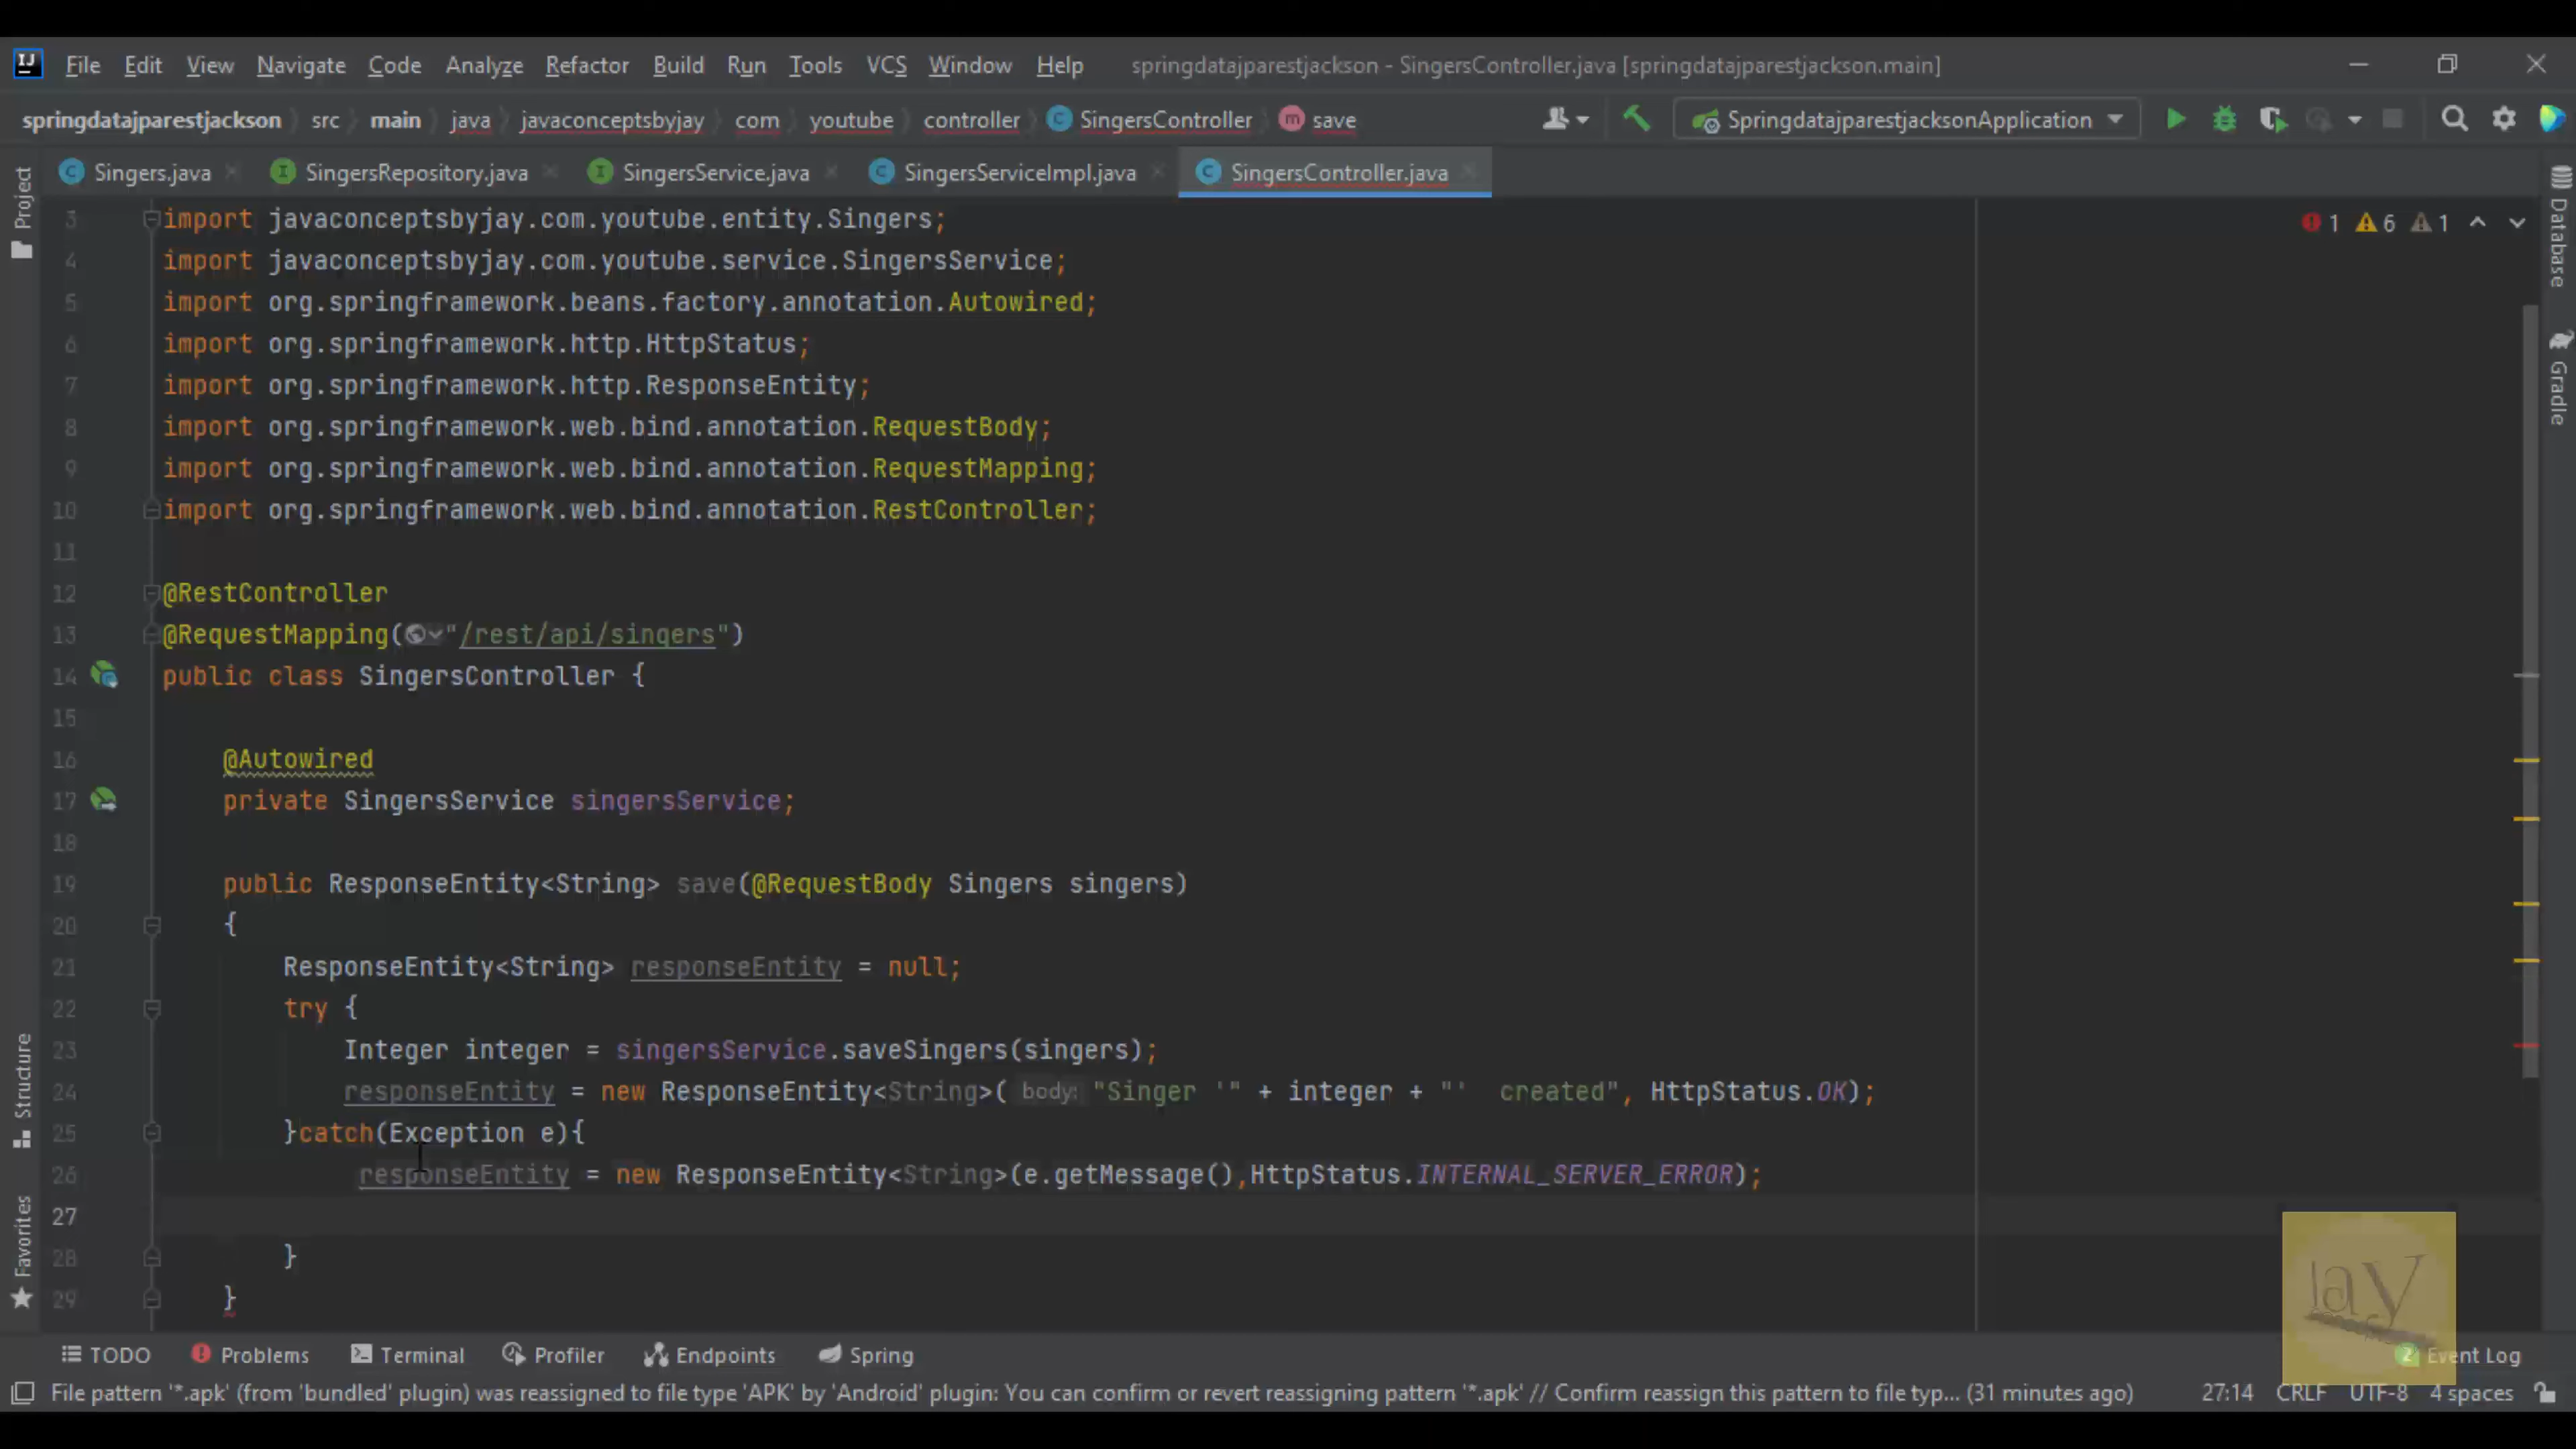 File Edit View Navigate Code Analyze Refactor Build Run Tools VCS Window Help springdatajparestjackson - SingersController.java [springdatajparestjackson.main]
springdatajparestjackson src main java javaconceptsbyjay com youtube controller SingersController save SpringdatajparestjacksonApplication
Project
Singers.java SingersRepository.java SingersService.java SingersServiceImpl.java SingersController.java
1 6 1
Database
Gradle
3 import javaconceptsbyjay.com.youtube.entity.Singers;
4 import javaconceptsbyjay.com.youtube.service.SingersService;
5 import org.springframework.beans.factory.annotation.Autowired;
6 import org.springframework.http.HttpStatus;
7 import org.springframework.http.ResponseEntity;
8 import org.springframework.web.bind.annotation.RequestBody;
9 import org.springframework.web.bind.annotation.RequestMapping;
10 import org.springframework.web.bind.annotation.RestController;
11
12 @RestController
13 @RequestMapping("/rest/api/singers")
14 public class SingersController {
15
16 @Autowired
17 private SingersService singersService;
18
19 public ResponseEntity<String> save(@RequestBody Singers singers)
20 {
21 ResponseEntity<String> responseEntity = null;
22 try {
23 Integer integer = singersService.saveSingers(singers);
24 responseEntity = new ResponseEntity<String>( body: "Singer '" + integer + "'  created", HttpStatus.OK);
25 }catch(Exception e){
26 responseEntity = new ResponseEntity<String>(e.getMessage(),HttpStatus.INTERNAL_SERVER_ERROR);
27
28 }
29 }
Structure
Favorites
TODO Problems Terminal Profiler Endpoints Spring 2 Event Log
File pattern '*.apk' (from 'bundled' plugin) was reassigned to file type 'APK' by 'Android' plugin: You can confirm or revert reassigning pattern '*.apk' // Confirm reassign this pattern to file typ... (31 minutes ago) 27:14 CRLF UTF-8 4 spaces